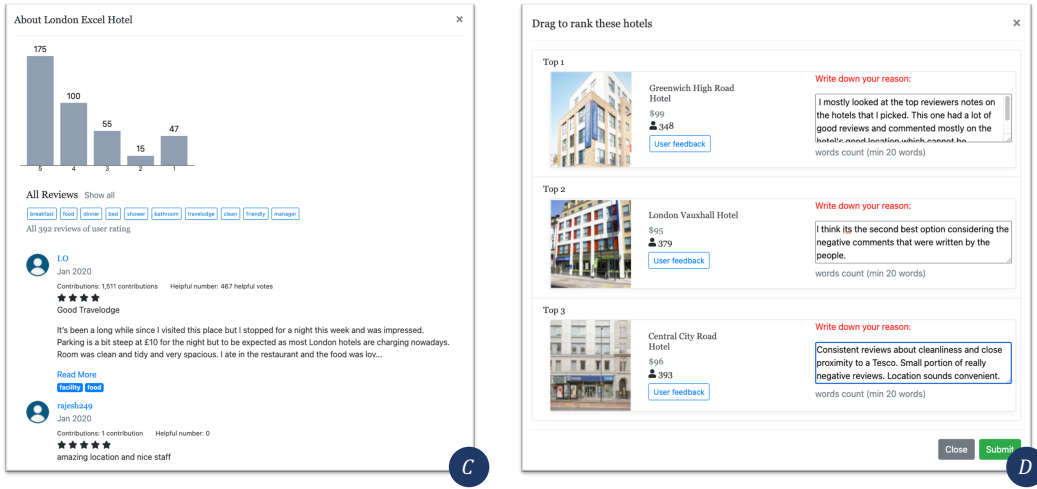 About London Excel Hotel
×
175
100
55
15
47
5 4 3 2 1
All Reviews Show all
breakfast food dinner bed shower bathroom travelodge clean friendly manager
All 392 reviews of user rating
LO
Jan 2020
Contributions: 1,511 contributions Helpful number: 467 helpful votes
Good Travelodge
It's been a long while since I visited this place but I stopped for a night this week and was impressed.
Parking is a bit steep at £10 for the night but to be expected as most London hotels are charging nowadays.
Room was clean and tidy and very spacious. I ate in the restaurant and the food was lov...
Read More
facility food
rajesh249
Jan 2020
Contributions: 1 contribution Helpful number: 0
amazing location and nice staff
C
Drag to rank these hotels
×
Top 1
Greenwich High Road
Hotel
$99
348
User feedback
Write down your reason:
I mostly looked at the top reviewers notes on
the hotels that I picked. This one had a lot of
good reviews and commented mostly on the
hotel's good location which cannot be
words count (min 20 words)
Top 2
London Vauxhall Hotel
$95
379
User feedback
Write down your reason:
I think its the second best option considering the
negative comments that were written by the
people.
words count (min 20 words)
Top 3
Central City Road
Hotel
$96
393
User feedback
Write down your reason:
Consistent reviews about cleanliness and close
proximity to a Tesco. Small portion of really
negative reviews. Location sounds convenient.
words count (min 20 words)
Close Submit
D